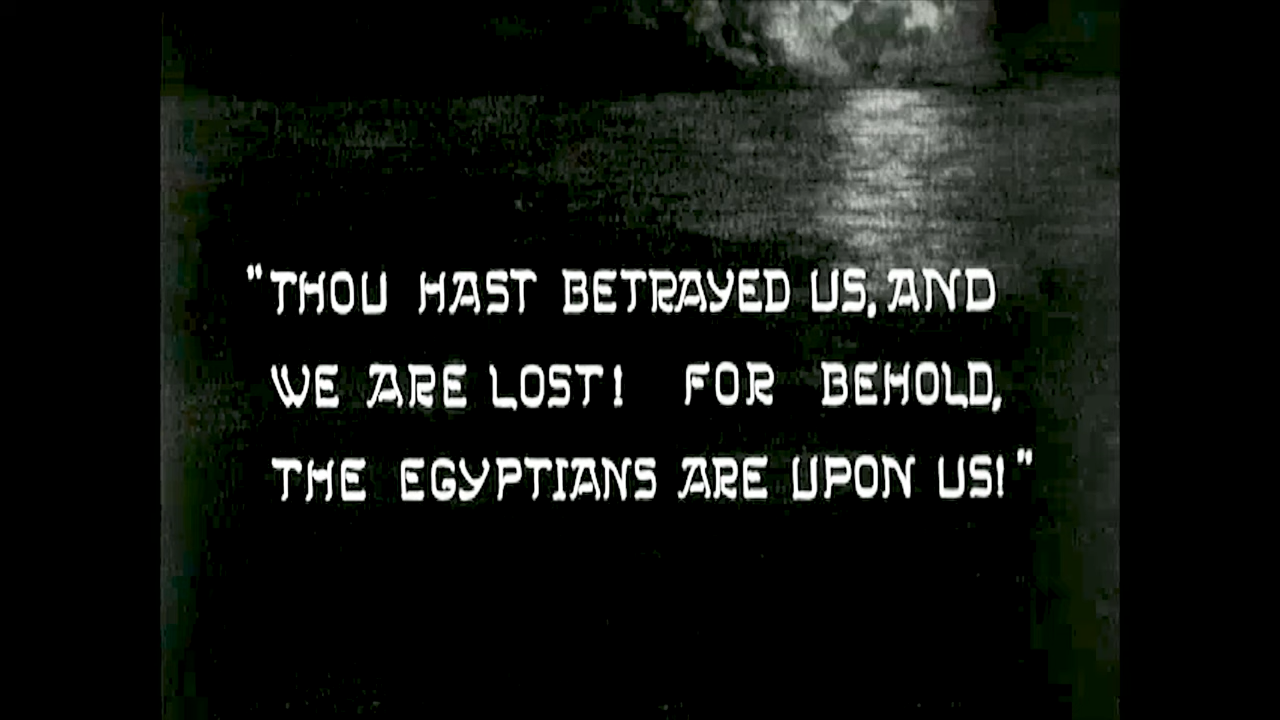 "THOU HAST BETRAYED US, AND
WE ARE LOST! FOR BEHOLD,
THE EGYPTIANS ARE UPON US!"